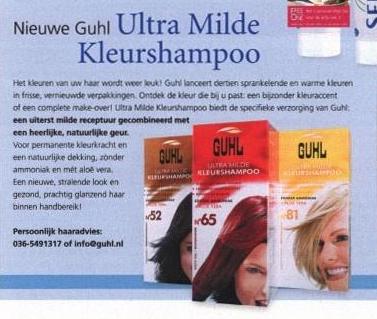 Nieuwe Guhl Ultra Milde
Kleurshampoo
Het kleuren van uw haar wordt weer leuk! Guhl lanceert dertien sprankelende en warme kleuren
in frisse, vernieuwde verpakkingen. Ontdek de kleur die bij u past: een bijzonder kleuraccent
of een complete make-over! Ultra Milde Kleurshampoo biedt de specifieke verzorging van Guhl:
een uiterst milde receptuur gecombineerd met
een heerlijke, natuurlijke geur.
Voor permanente kleurkracht en
een natuurlijke dekking, zonder
ammoniak en mét aloë vera.
Een nieuwe, stralende look en
gezond, prachtig glanzend haar
binnen handbereik!
Persoonlijk haaradvies:
036-5491317 of info@guhl.nl
GUHL
KLEURSHAMPOO
52
GUHL
ULTRA MILDE
KLEURSHAMPOO
65
GUHL
KLEURSHAMPOO
81